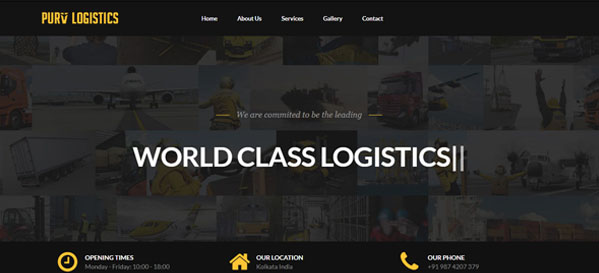 PURV LOGISTICS
Home About Us Services Gallery Contact
We are commited to be the leading
WORLD CLASS LOGISTICS||
OPENING TIMES
Monday - Friday: 10:00 - 18:00
OUR LOCATION
Kolkata India
OUR PHONE
+91 987 4207 379